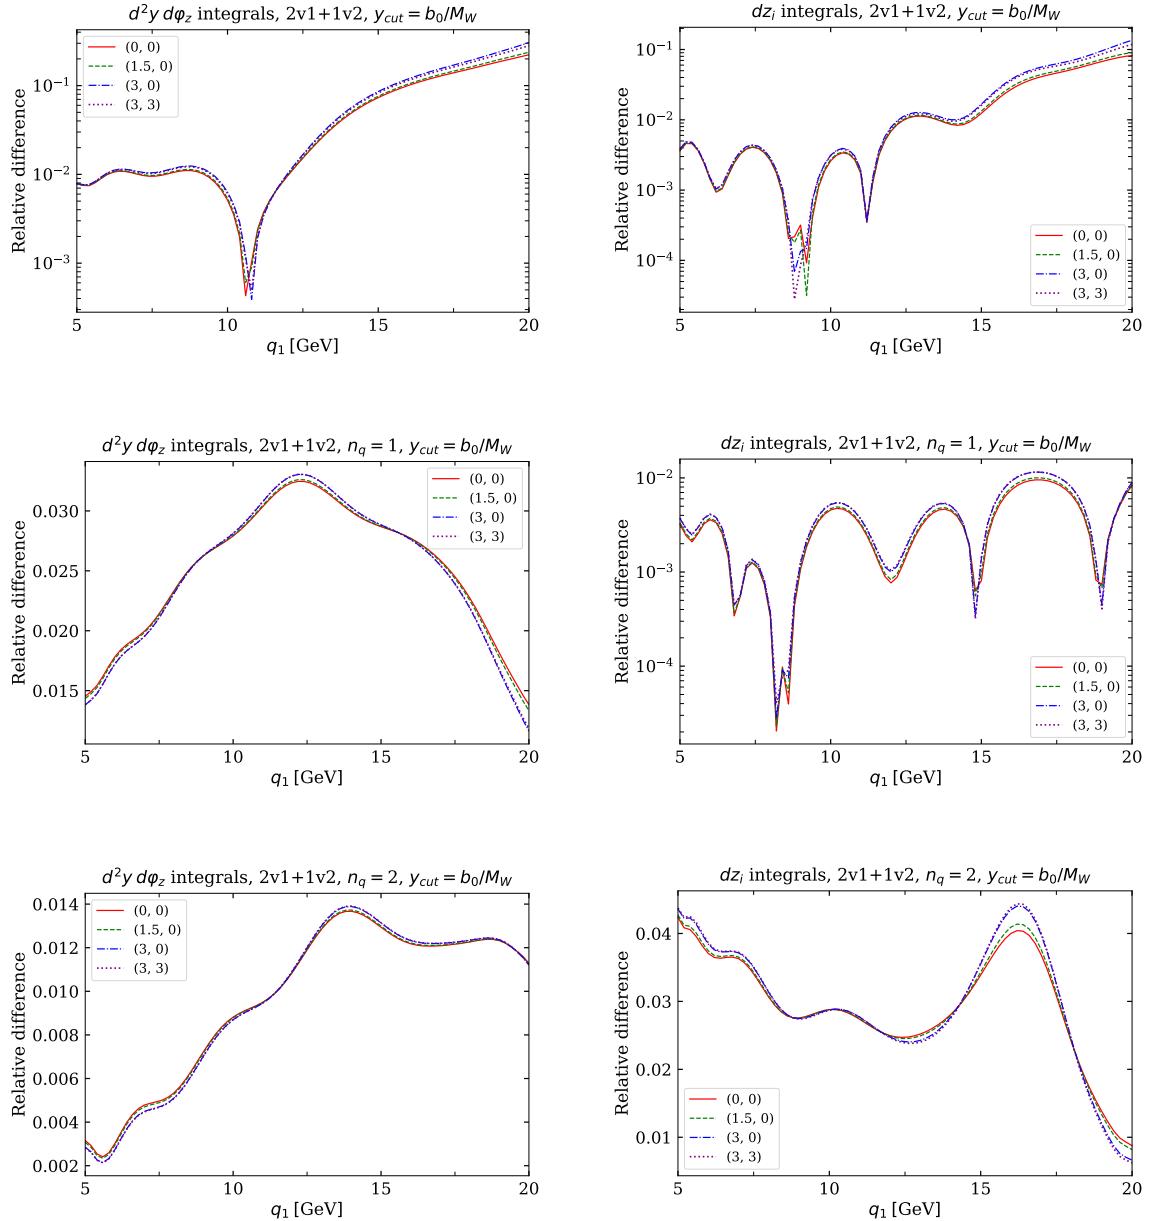 d²y dφ_z integrals, 2v1+1v2, y_cut = b_0/M_W
Relative difference
10⁻¹
10⁻²
10⁻³
(0, 0)
(1.5, 0)
(3, 0)
(3, 3)
5 10 15 20
q_1 [GeV]
dz_i integrals, 2v1+1v2, y_cut = b_0/M_W
Relative difference
10⁻¹
10⁻²
10⁻³
10⁻⁴
(0, 0)
(1.5, 0)
(3, 0)
(3, 3)
5 10 15 20
q_1 [GeV]
d²y dφ_z integrals, 2v1+1v2, n_q = 1, y_cut = b_0/M_W
Relative difference
0.030
0.025
0.020
0.015
(0, 0)
(1.5, 0)
(3, 0)
(3, 3)
5 10 15 20
q_1 [GeV]
dz_i integrals, 2v1+1v2, n_q = 1, y_cut = b_0/M_W
Relative difference
10⁻²
10⁻³
10⁻⁴
(0, 0)
(1.5, 0)
(3, 0)
(3, 3)
5 10 15 20
q_1 [GeV]
d²y dφ_z integrals, 2v1+1v2, n_q = 2, y_cut = b_0/M_W
Relative difference
0.014
0.012
0.010
0.008
0.006
0.004
0.002
(0, 0)
(1.5, 0)
(3, 0)
(3, 3)
5 10 15 20
q_1 [GeV]
dz_i integrals, 2v1+1v2, n_q = 2, y_cut = b_0/M_W
Relative difference
0.04
0.03
0.02
0.01
(0, 0)
(1.5, 0)
(3, 0)
(3, 3)
5 10 15 20
q_1 [GeV]